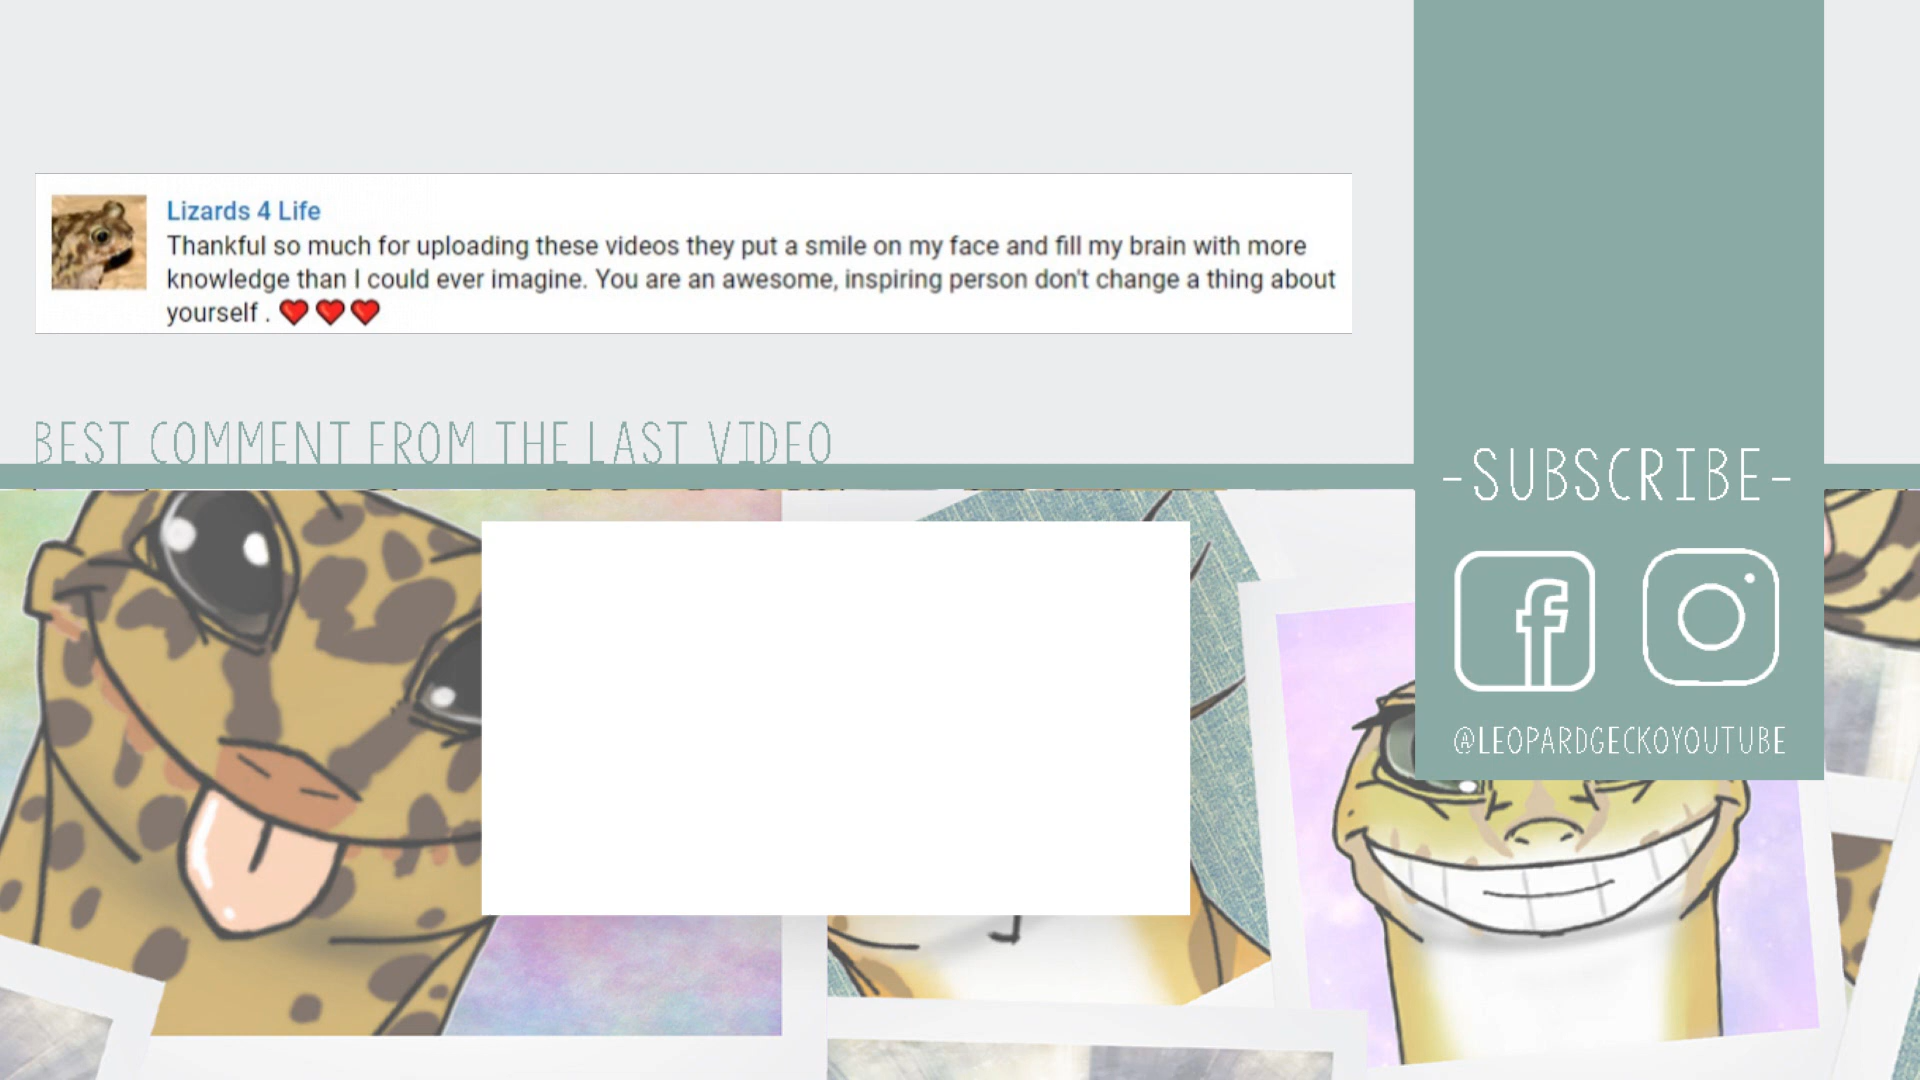 Lizards 4 Life
Thankful so much for uploading these videos they put a smile on my face and fill my brain with more
knowledge than I could ever imagine. You are an awesome, inspiring person don't change a thing about
yourself . ❤❤❤
BEST COMMENT FROM THE LAST VIDEO
-SUBSCRIBE-
@LEOPARDGECKOYOUTUBE